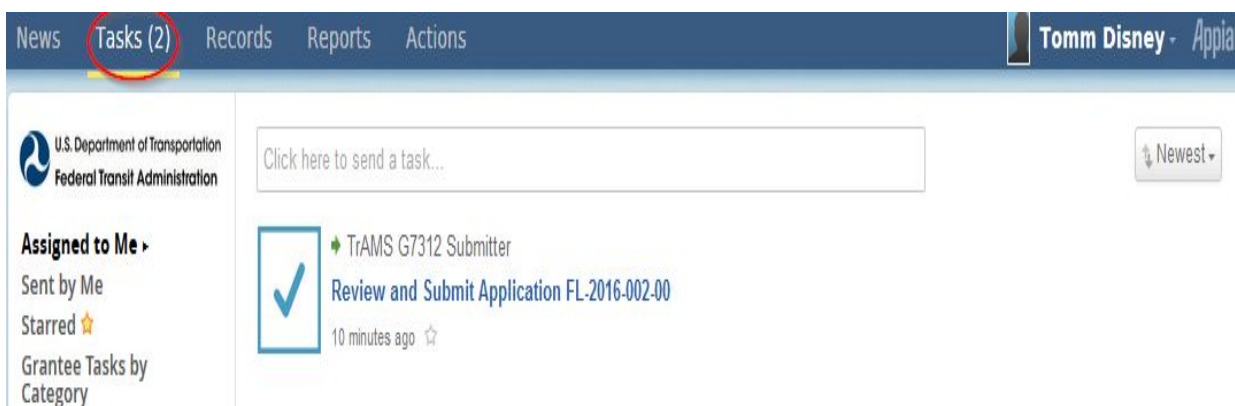 News Tasks (2) Records Reports Actions Tomm Disney Appia
U.S. Department of Transportation
Federal Transit Administration
Click here to send a task...
Newest
Assigned to Me
Sent by Me
Starred
Grantee Tasks by
Category
TrAMS G7312 Submitter
Review and Submit Application FL-2016-002-00
10 minutes ago